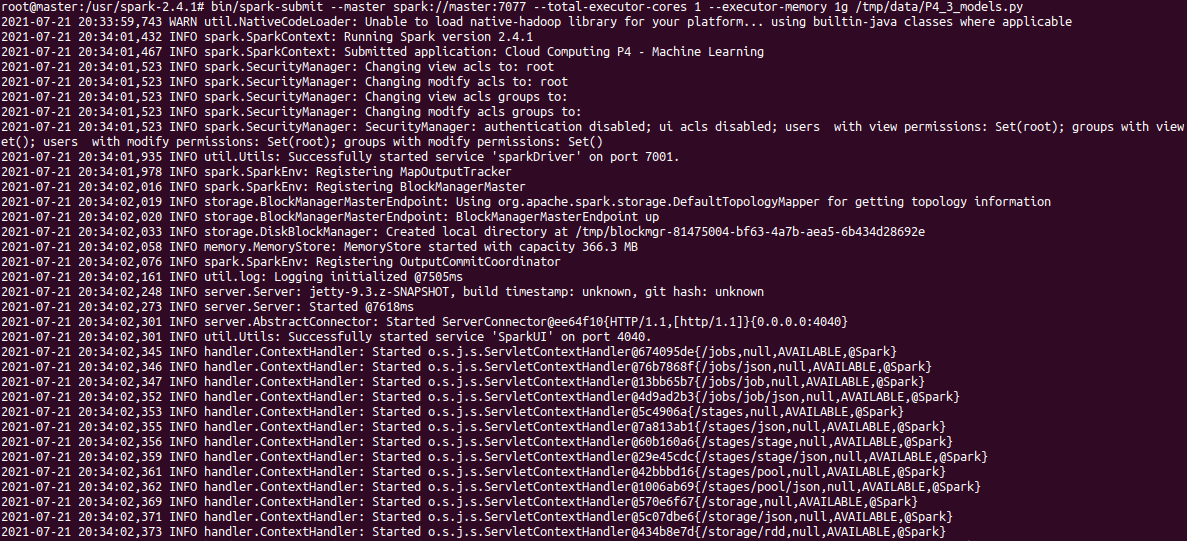 root@master:/usr/spark-2.4.1# bin/spark-submit --master spark://master:7077 --total-executor-cores 1 --executor-memory 1g /tmp/data/P4_3_models.py
2021-07-21 20:33:59,743 WARN util.NativeCodeLoader: Unable to load native-hadoop library for your platform... using builtin-java classes where applicable
2021-07-21 20:34:01,432 INFO spark.SparkContext: Running Spark version 2.4.1
2021-07-21 20:34:01,467 INFO spark.SparkContext: Submitted application: Cloud Computing P4 - Machine Learning
2021-07-21 20:34:01,523 INFO spark.SecurityManager: Changing view acls to: root
2021-07-21 20:34:01,523 INFO spark.SecurityManager: Changing modify acls to: root
2021-07-21 20:34:01,523 INFO spark.SecurityManager: Changing view acls groups to:
2021-07-21 20:34:01,523 INFO spark.SecurityManager: Changing modify acls groups to:
2021-07-21 20:34:01,523 INFO spark.SecurityManager: SecurityManager: authentication disabled; ui acls disabled; users  with view permissions: Set(root); groups with view
et(); users  with modify permissions: Set(root); groups with modify permissions: Set()
2021-07-21 20:34:01,935 INFO util.Utils: Successfully started service 'sparkDriver' on port 7001.
2021-07-21 20:34:01,978 INFO spark.SparkEnv: Registering MapOutputTracker
2021-07-21 20:34:02,016 INFO spark.SparkEnv: Registering BlockManagerMaster
2021-07-21 20:34:02,019 INFO storage.BlockManagerMasterEndpoint: Using org.apache.spark.storage.DefaultTopologyMapper for getting topology information
2021-07-21 20:34:02,020 INFO storage.BlockManagerMasterEndpoint: BlockManagerMasterEndpoint up
2021-07-21 20:34:02,033 INFO storage.DiskBlockManager: Created local directory at /tmp/blockmgr-81475004-bf63-4a7b-aea5-6b434d28692e
2021-07-21 20:34:02,058 INFO memory.MemoryStore: MemoryStore started with capacity 366.3 MB
2021-07-21 20:34:02,076 INFO spark.SparkEnv: Registering OutputCommitCoordinator
2021-07-21 20:34:02,161 INFO util.log: Logging initialized @7505ms
2021-07-21 20:34:02,248 INFO server.Server: jetty-9.3.z-SNAPSHOT, build timestamp: unknown, git hash: unknown
2021-07-21 20:34:02,273 INFO server.Server: Started @7618ms
2021-07-21 20:34:02,301 INFO server.AbstractConnector: Started ServerConnector@ee64f10{HTTP/1.1,[http/1.1]}{0.0.0.0:4040}
2021-07-21 20:34:02,301 INFO util.Utils: Successfully started service 'SparkUI' on port 4040.
2021-07-21 20:34:02,345 INFO handler.ContextHandler: Started o.s.j.s.ServletContextHandler@674095de{/jobs,null,AVAILABLE,@Spark}
2021-07-21 20:34:02,346 INFO handler.ContextHandler: Started o.s.j.s.ServletContextHandler@76b7868f{/jobs/json,null,AVAILABLE,@Spark}
2021-07-21 20:34:02,347 INFO handler.ContextHandler: Started o.s.j.s.ServletContextHandler@13bb65b7{/jobs/job,null,AVAILABLE,@Spark}
2021-07-21 20:34:02,352 INFO handler.ContextHandler: Started o.s.j.s.ServletContextHandler@4d9ad2b3{/jobs/job/json,null,AVAILABLE,@Spark}
2021-07-21 20:34:02,353 INFO handler.ContextHandler: Started o.s.j.s.ServletContextHandler@5c4906a{/stages,null,AVAILABLE,@Spark}
2021-07-21 20:34:02,355 INFO handler.ContextHandler: Started o.s.j.s.ServletContextHandler@7a813ab1{/stages/json,null,AVAILABLE,@Spark}
2021-07-21 20:34:02,356 INFO handler.ContextHandler: Started o.s.j.s.ServletContextHandler@60b160a6{/stages/stage,null,AVAILABLE,@Spark}
2021-07-21 20:34:02,359 INFO handler.ContextHandler: Started o.s.j.s.ServletContextHandler@29e45cdc{/stages/stage/json,null,AVAILABLE,@Spark}
2021-07-21 20:34:02,361 INFO handler.ContextHandler: Started o.s.j.s.ServletContextHandler@42bbbd16{/stages/pool,null,AVAILABLE,@Spark}
2021-07-21 20:34:02,362 INFO handler.ContextHandler: Started o.s.j.s.ServletContextHandler@1006ab69{/stages/pool/json,null,AVAILABLE,@Spark}
2021-07-21 20:34:02,369 INFO handler.ContextHandler: Started o.s.j.s.ServletContextHandler@570e6f67{/storage,null,AVAILABLE,@Spark}
2021-07-21 20:34:02,371 INFO handler.ContextHandler: Started o.s.j.s.ServletContextHandler@5c07dbe6{/storage/json,null,AVAILABLE,@Spark}
2021-07-21 20:34:02,373 INFO handler.ContextHandler: Started o.s.j.s.ServletContextHandler@434b8e7d{/storage/rdd,null,AVAILABLE,@Spark}